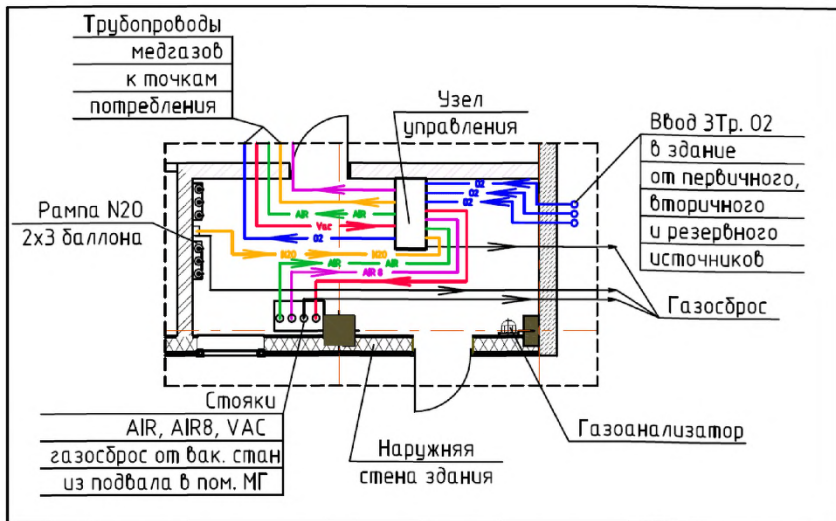 Трубопроводы
медгазов
к точкам
потребления
Узел
управления
Ввод 3Тр. О2
в здание
от первичного,
вторичного
и резервного
источников
Рампа N20
2х3 баллона
O2
O2
O2
AIR
AIR
Vac
O2
N2O
N2O
AIR
AIR
AIR 8
Газосброс
Стояки
AIR, AIR8, VAC
газосброс от вак. стан
из подвала в пом. МГ
Наружняя
стена здания
Газоанализатор